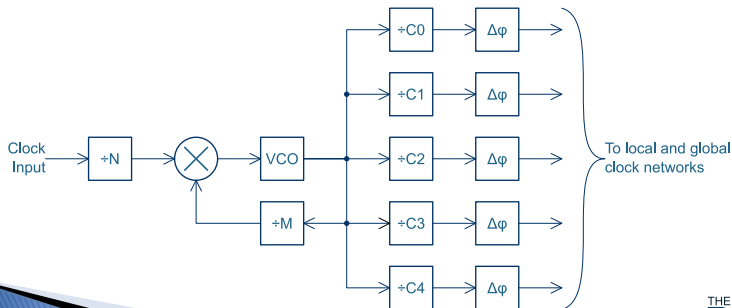 ÷C0
Δφ
÷C1
Δφ
Clock
Input
÷N
VCO
÷C2
Δφ
To local and global
clock networks
÷M
÷C3
Δφ
÷C4
Δφ
THE